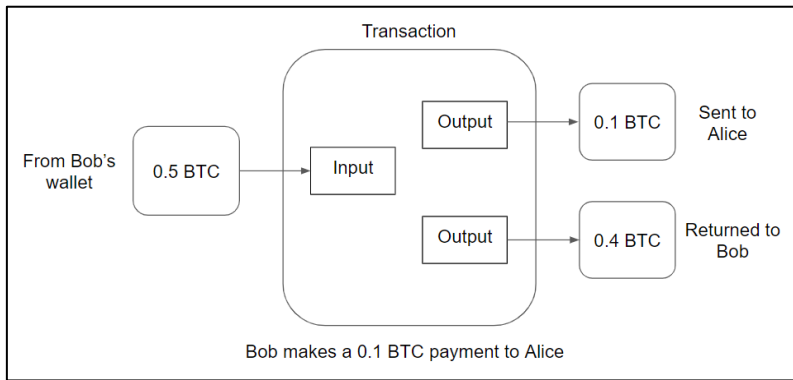 Transaction
From Bob's
wallet
0.5 BTC
Input
Output
0.1 BTC
Sent to
Alice
Output
0.4 BTC
Returned to
Bob
Bob makes a 0.1 BTC payment to Alice